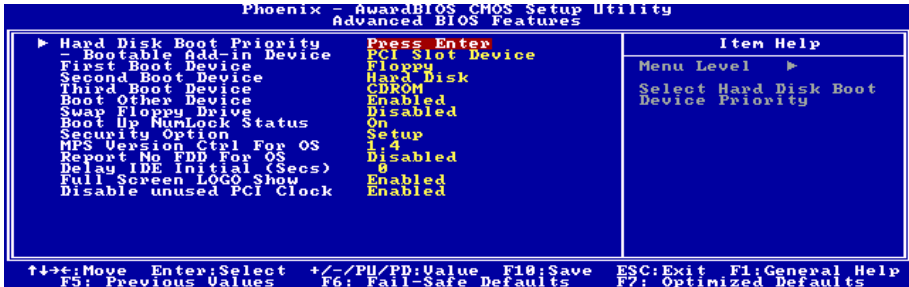 Phoenix - AwardBIOS CMOS Setup Utility
Advanced BIOS Features
▶ Hard Disk Boot Priority Press Enter
- Bootable Add-in Device PCI Slot Device
First Boot Device Floppy
Second Boot Device Hard Disk
Third Boot Device CDROM
Boot Other Device Enabled
Swap Floppy Drive Disabled
Boot Up NumLock Status On
Security Option Setup
MPS Version Ctrl For OS 1.4
Report No FDD For OS Disabled
Delay IDE Initial (Secs) 0
Full Screen LOGO Show Enabled
Disable unused PCI Clock Enabled
Item Help
Menu Level ▶
Select Hard Disk Boot
Device Priority
↑↓→←:Move Enter:Select +/-/PU/PD:Value F10:Save ESC:Exit F1:General Help
F5: Previous Values F6: Fail-Safe Defaults F7: Optimized Defaults